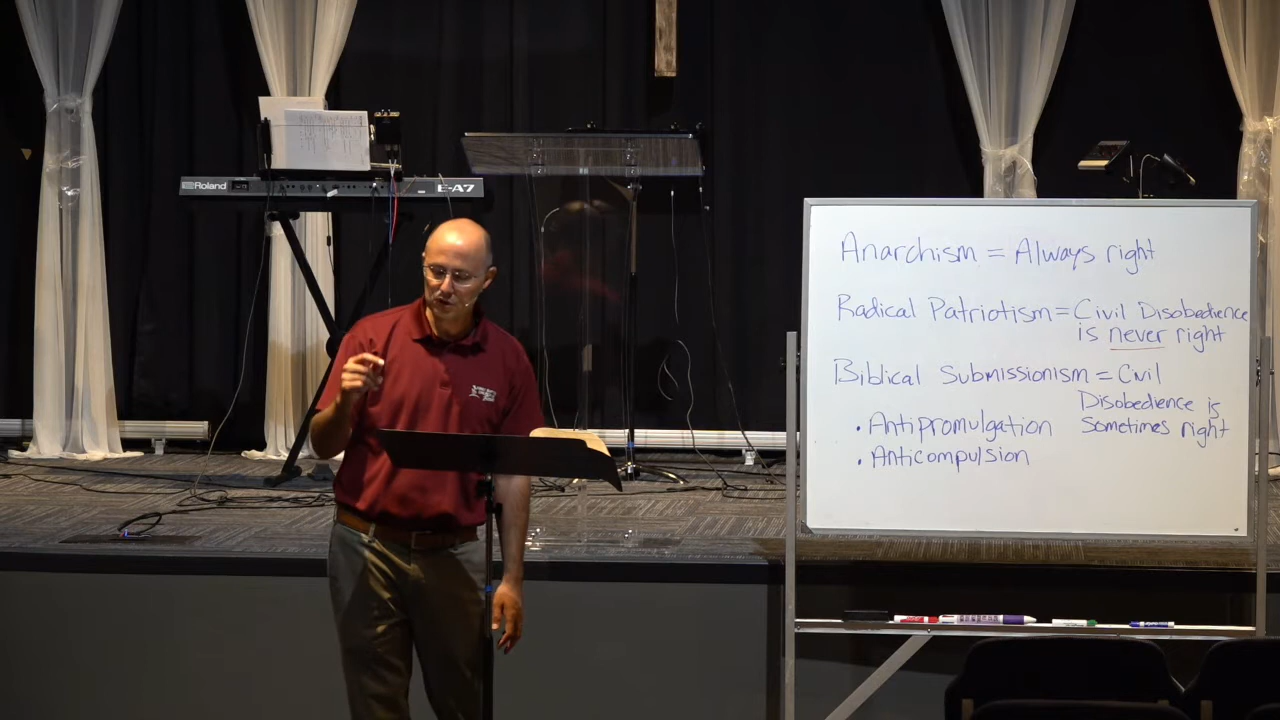 Roland
E-A7
Anarchism = Always right
Radical Patriotism = Civil Disobedience
is never right
Biblical Submissionism = Civil
Disobedience is
• Antipromulgation Sometimes right
• Anticompulsion